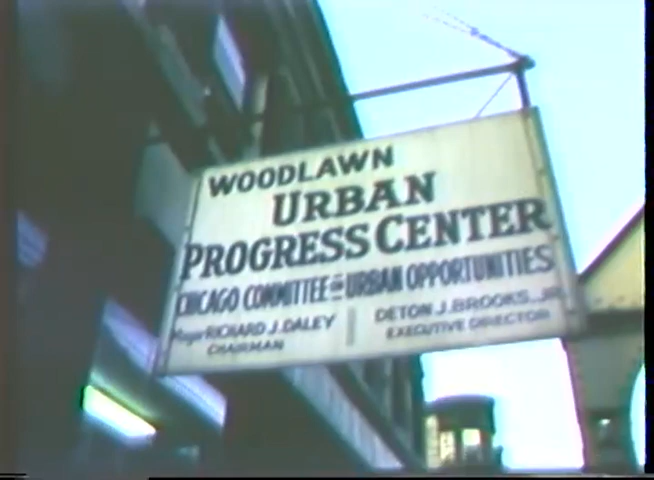 WOODLAWN
URBAN
PROGRESS CENTER
CHICAGO COMMITTEE ON URBAN OPPORTUNITIES
Mayor RICHARD J. DALEY
CHAIRMAN
DETON J. BROOKS, JR.
EXECUTIVE DIRECTOR